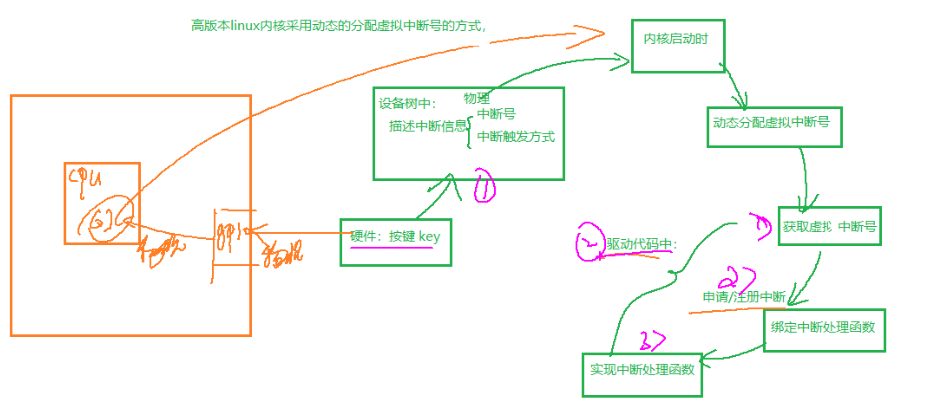 高版本linux内核采用动态的分配虚拟中断号的方式，
内核启动时
设备树中：
物理
描述中断信息
中断号
中断触发方式
①
动态分配虚拟中断号
CPU
GIC
gpio
硬件：按键 key
获取虚拟 中断号
1>
②
驱动代码中：
2>
申请/注册中断
绑定中断处理函数
3>
实现中断处理函数